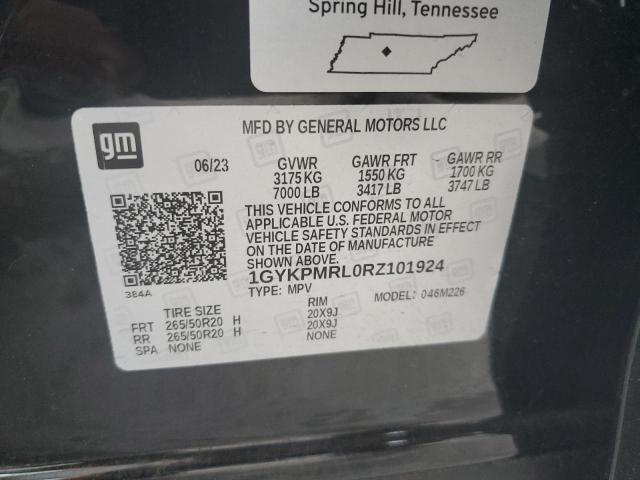 Spring Hill, Tennessee
gm
MFD BY GENERAL MOTORS LLC
06/23 GVWR GAWR FRT GAWR RR
3175 KG 1550 KG 1700 KG
7000 LB 3417 LB 3747 LB
THIS VEHICLE CONFORMS TO ALL
APPLICABLE U.S. FEDERAL MOTOR
VEHICLE SAFETY STANDARDS IN EFFECT
ON THE DATE OF MANUFACTURE
SHOWN ABOVE.
1GYKPMRL0RZ101924
384A
TYPE: MPV MODEL: 046M226
TIRE SIZE RIM
FRT 265/50R20 H 20X9J
RR 265/50R20 H 20X9J
SPA NONE NONE